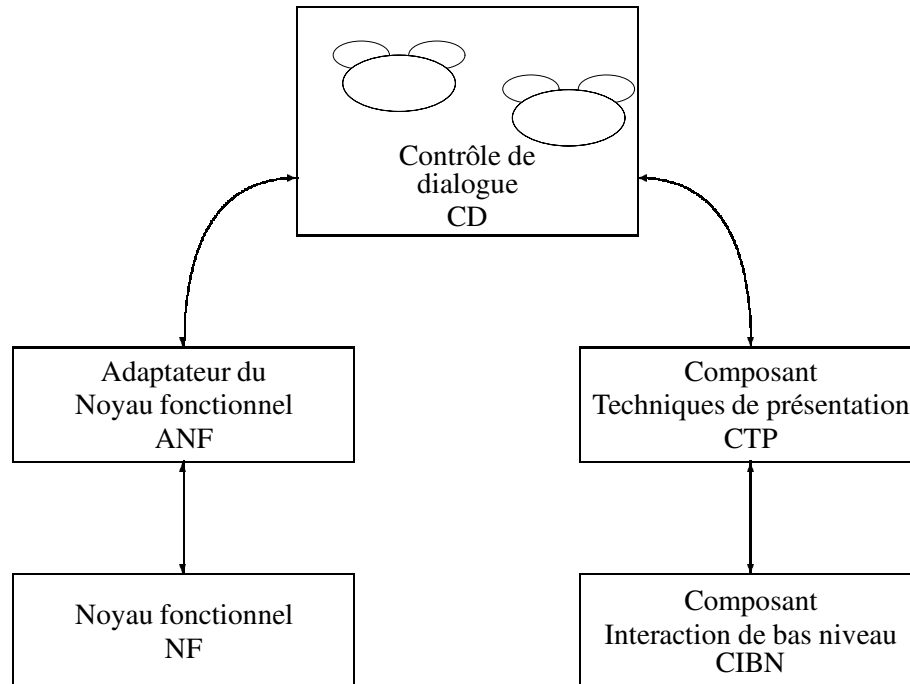 Contrôle de
dialogue
CD
Adaptateur du
Noyau fonctionnel
ANF
Composant
Techniques de présentation
CTP
Noyau fonctionnel
NF
Composant
Interaction de bas niveau
CIBN